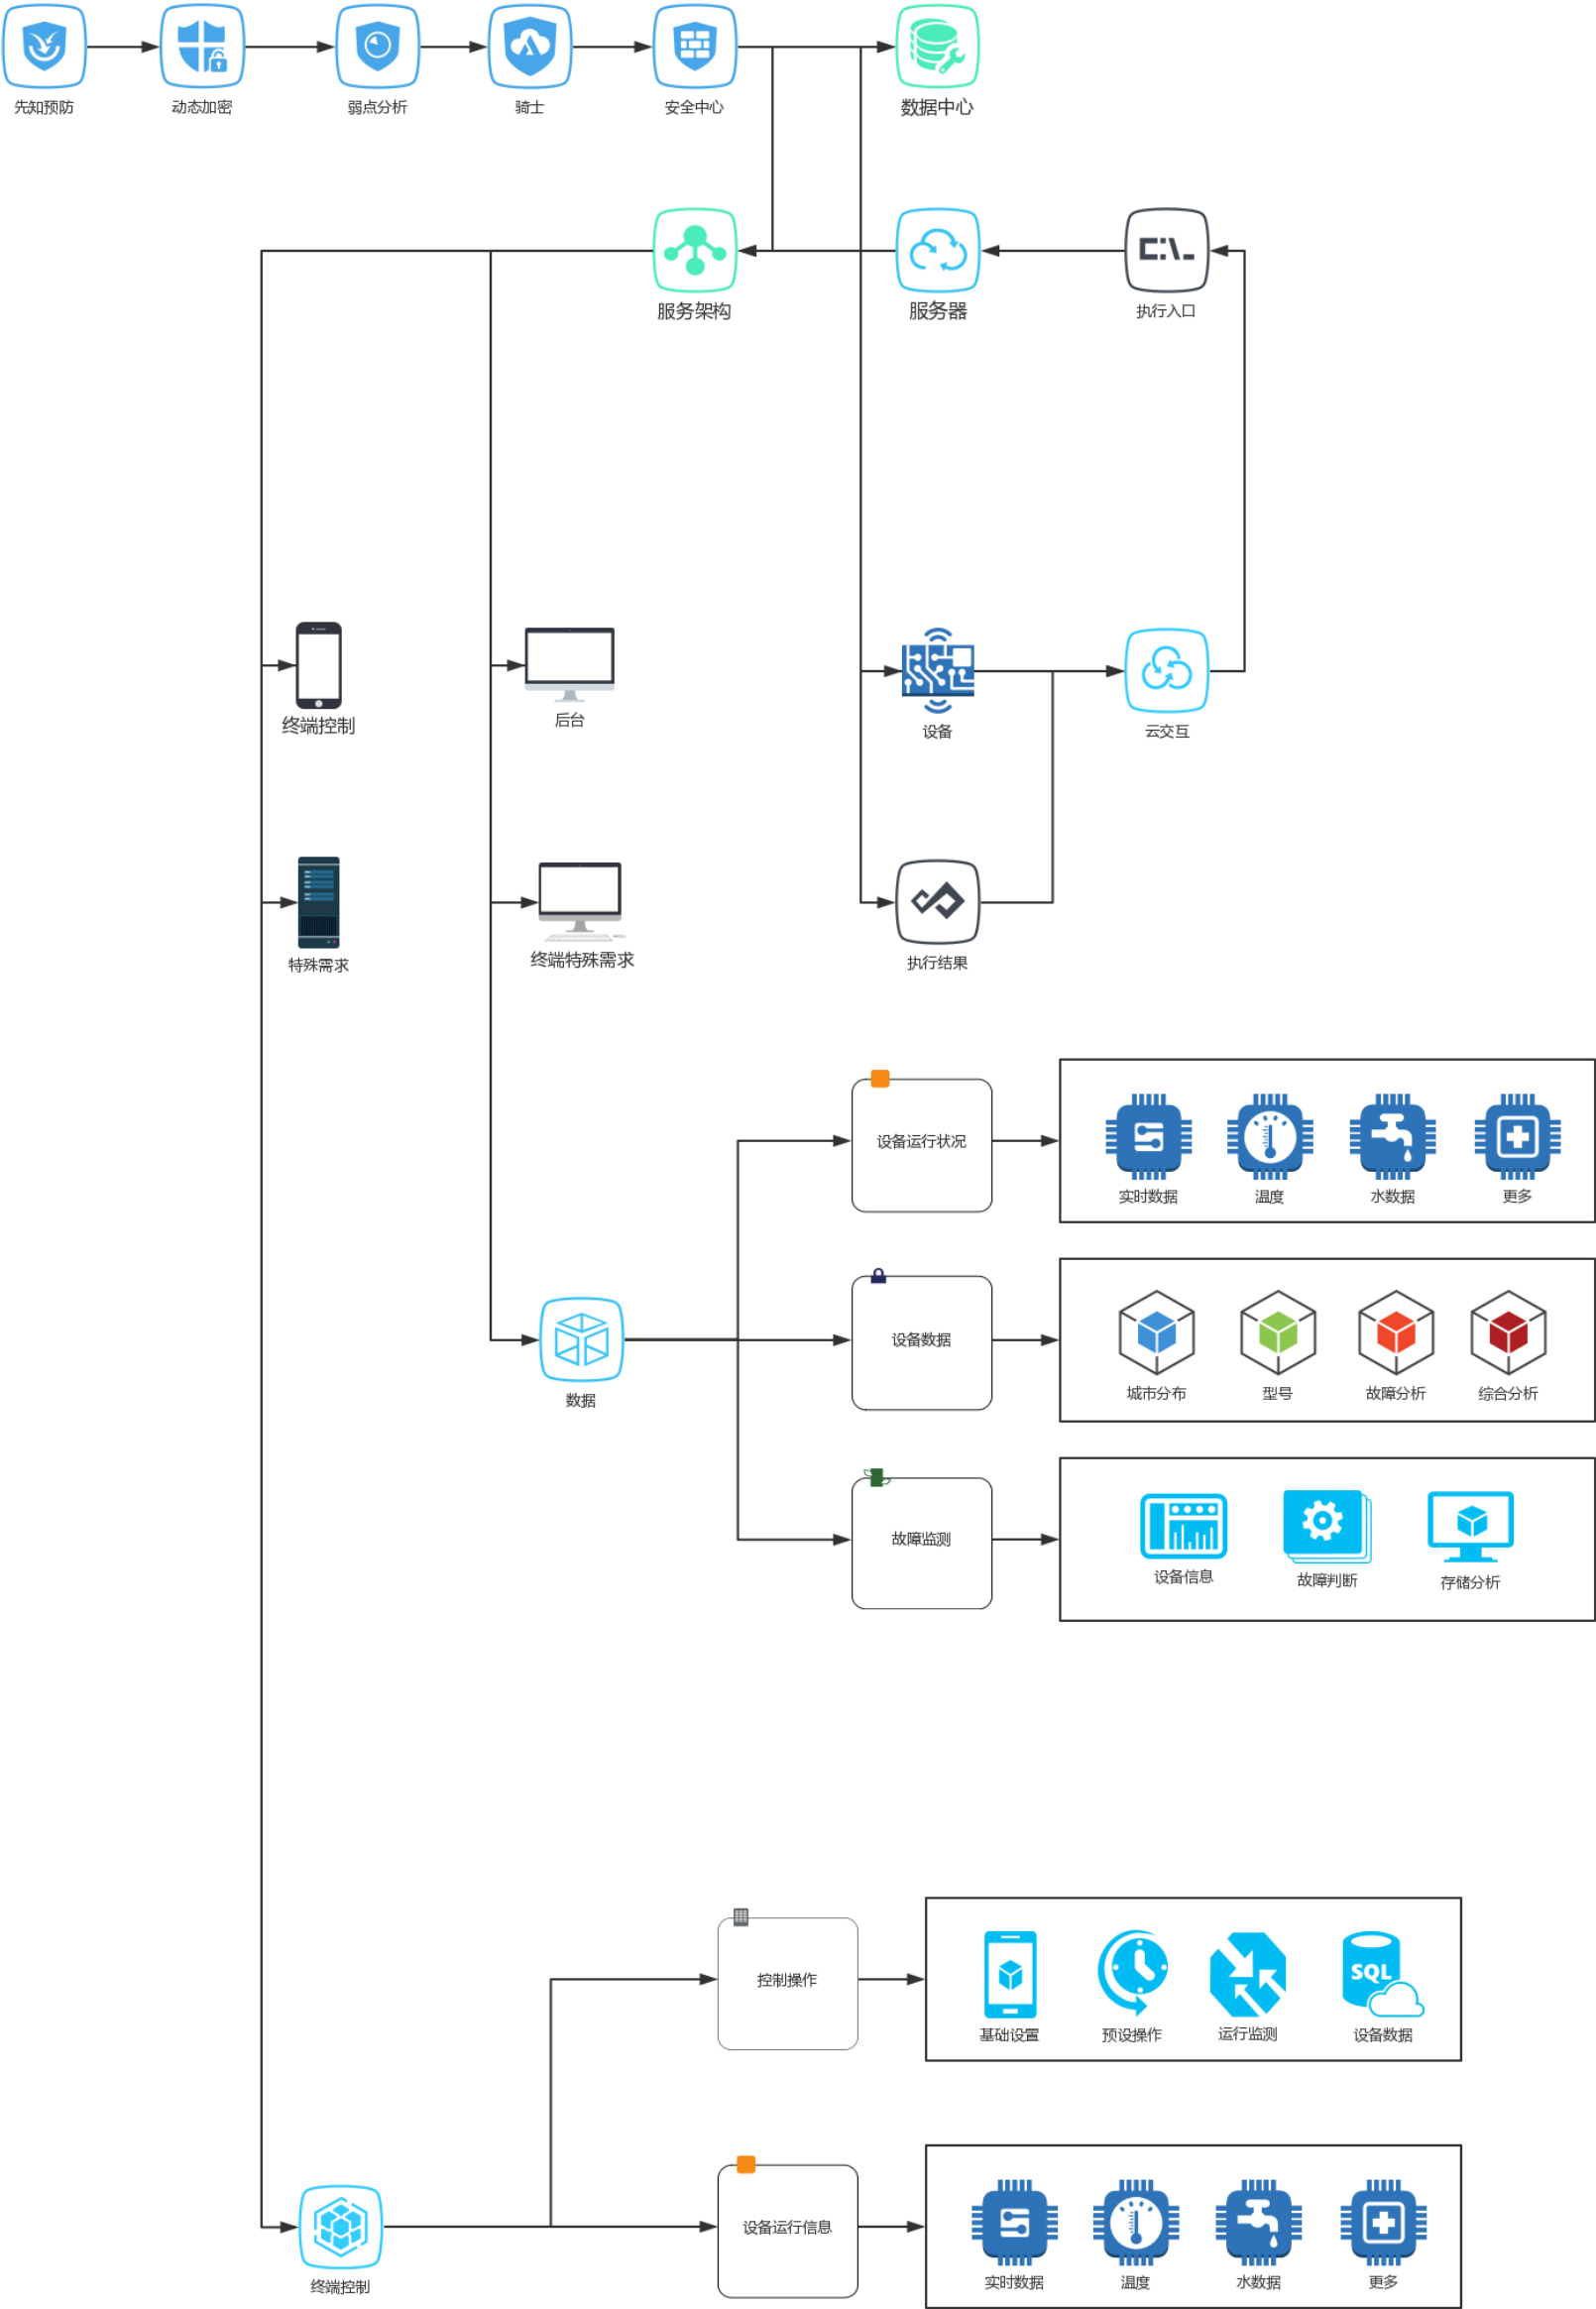 先知预防
动态加密
弱点分析
骑士
安全中心
数据中心
服务架构
服务器
C:\_
执行入口
终端控制
后台
设备
云交互
特殊需求
终端特殊需求
执行结果
设备运行状况
实时数据
温度
水数据
更多
数据
设备数据
城市分布
型号
故障分析
综合分析
故障监测
设备信息
故障判断
存储分析
控制操作
SQL
基础设置
预设操作
运行监测
设备数据
终端控制
设备运行信息
实时数据
温度
水数据
更多